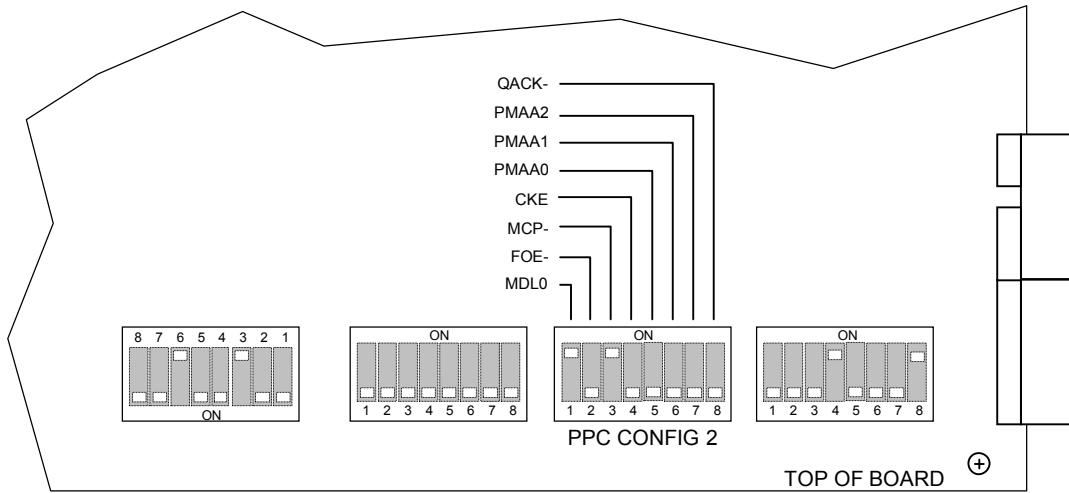 QACK-
PMAA2
PMAA1
PMAA0
CKE
MCP-
FOE-
MDL0
8 7 6 5 4 3 2 1
ON
ON
1 2 3 4 5 6 7 8
ON
1 2 3 4 5 6 7 8
PPC CONFIG 2
ON
1 2 3 4 5 6 7 8
TOP OF BOARD